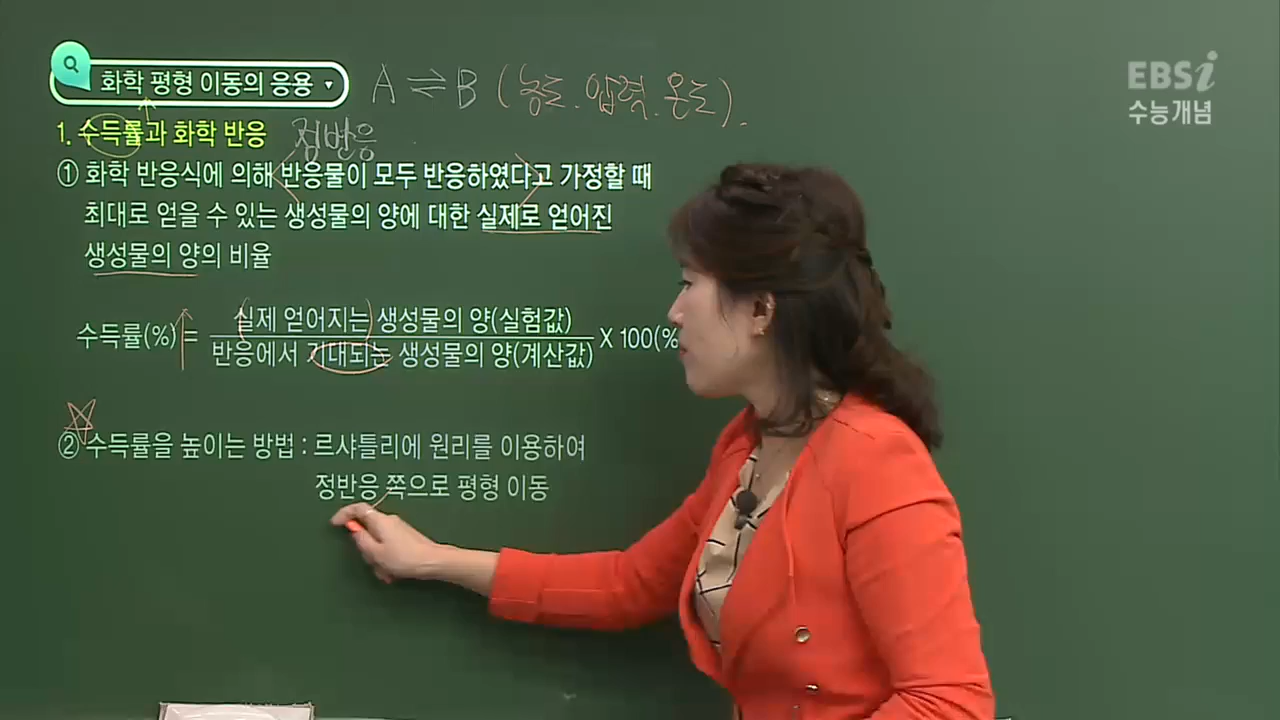 화학 평형 이동의 응용 A ⇌ B (농도. 압력. 온도).
EBSi
수능개념
1. 수득률과 화학 반응 정반응
① 화학 반응식에 의해 반응물이 모두 반응하였다고 가정할 때
최대로 얻을 수 있는 생성물의 양에 대한 실제로 얻어진
생성물의 양의 비율
수득률(%) = 실제 얻어지는 생성물의 양(실험값)
반응에서 기대되는 생성물의 양(계산값) X 100(%
② 수득률을 높이는 방법 : 르샤틀리에 원리를 이용하여
정반응 쪽으로 평형 이동